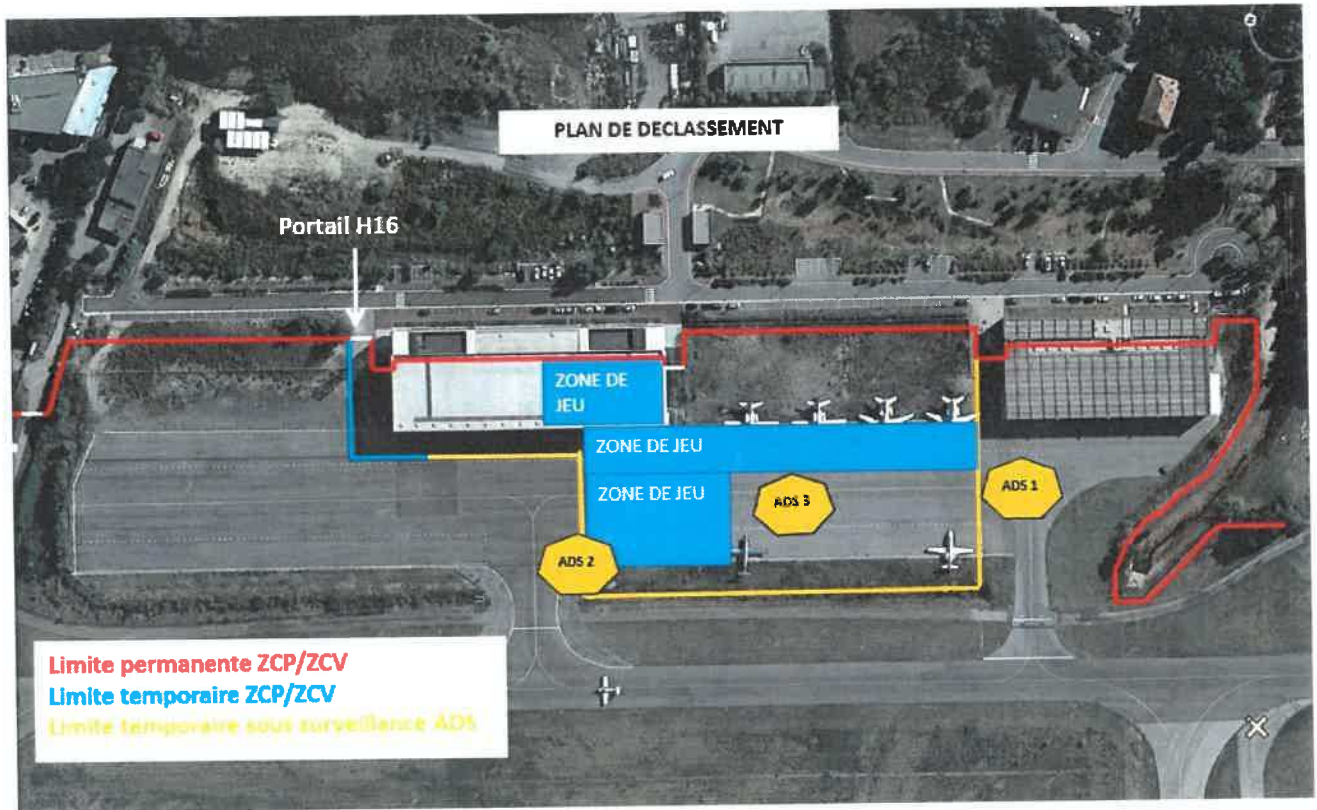 PLAN DE DECLASSEMENT
Portail H16
ZONE DE
JEU
ZONE DE JEU
ZONE DE JEU
ADS 3
ADS 1
ADS 2
Limite permanente ZCP/ZCV
Limite temporaire ZCP/ZCV
Limite temporaire sous surveillance ADS